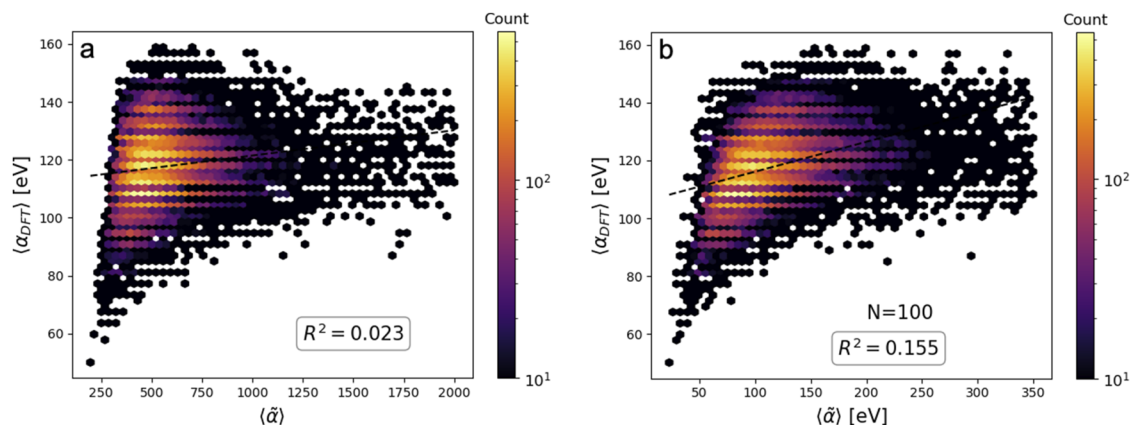 a
Count
⟨α_DFT⟩ [eV]
160
140
120
100
80
60
10²
10¹
R² = 0.023
250 500 750 1000 1250 1500 1750 2000
⟨α̃⟩
b
Count
⟨α_DFT⟩ [eV]
160
140
120
100
80
60
10²
10¹
N=100
R² = 0.155
50 100 150 200 250 300 350
⟨α̃⟩ [eV]